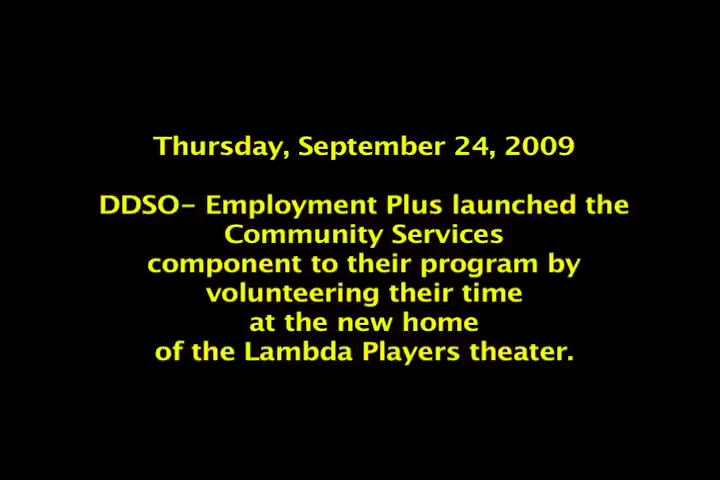 Thursday, September 24, 2009
DDSO- Employment Plus launched the
Community Services
component to their program by
volunteering their time
at the new home
of the Lambda Players theater.